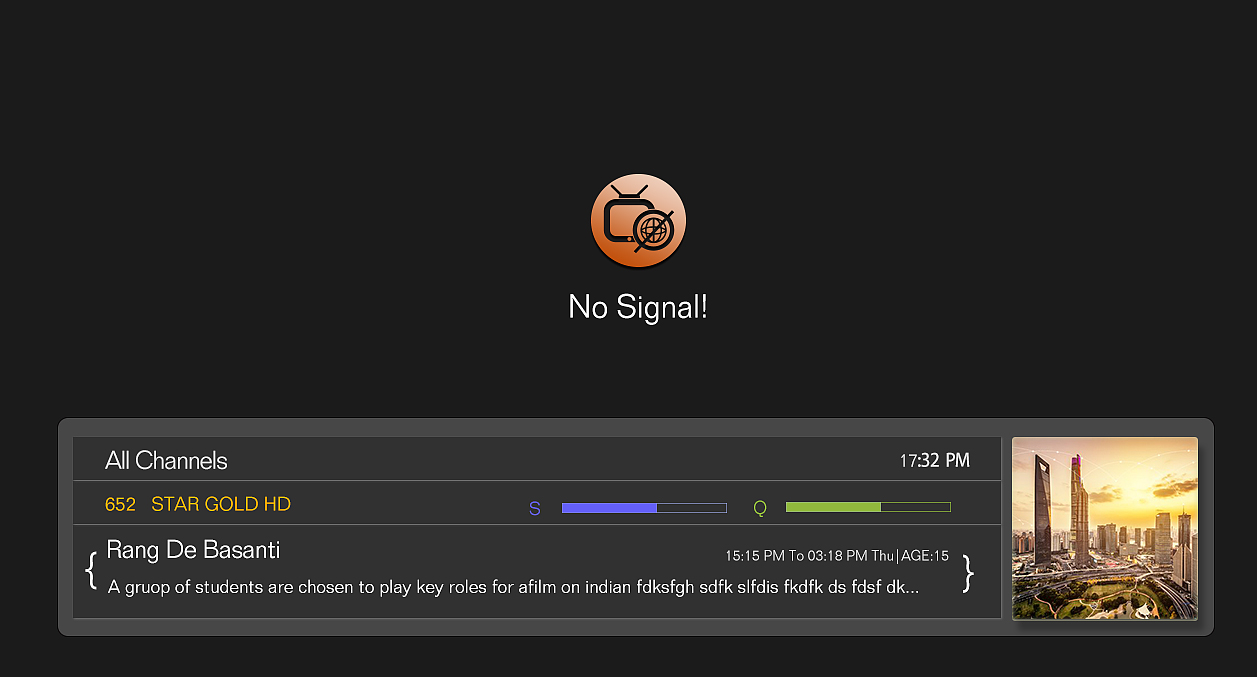 No Signal!
All Channels
17:32 PM
652 STAR GOLD HD
S
Q
Rang De Basanti
15:15 PM To 03:18 PM Thu|AGE:15
A gruop of students are chosen to play key roles for afilm on indian fdksfgh sdfk slfdis fkdfk ds fdsf dk...